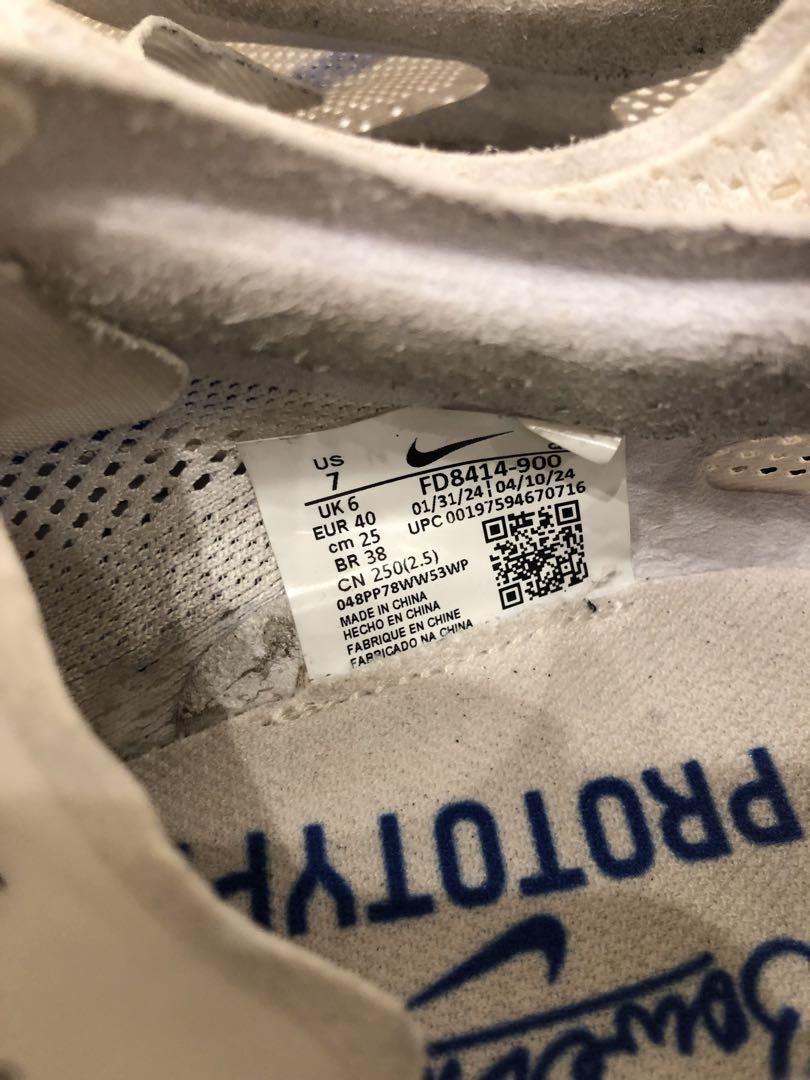 US
7
UK 6
EUR 40
cm 25
BR 38
CN 250(2.5)
048PP78WW53WP
MADE IN CHINA
HECHO EN CHINA
FABRIQUE EN CHINE
FABRICADO NA CHINA
FD8414-900
01/31/24 | 04/10/24
UPC 00197594670716
PROTOTYP